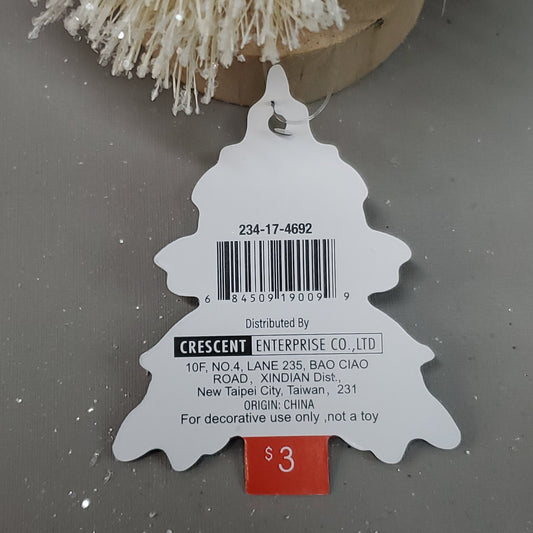 234-17-4692
6 84509 19009 9
Distributed By
CRESCENT ENTERPRISE CO.,LTD
10F, NO.4, LANE 235, BAO CIAO
ROAD, XINDIAN Dist.,
New Taipei City, Taiwan, 231
ORIGIN: CHINA
For decorative use only ,not a toy
$3